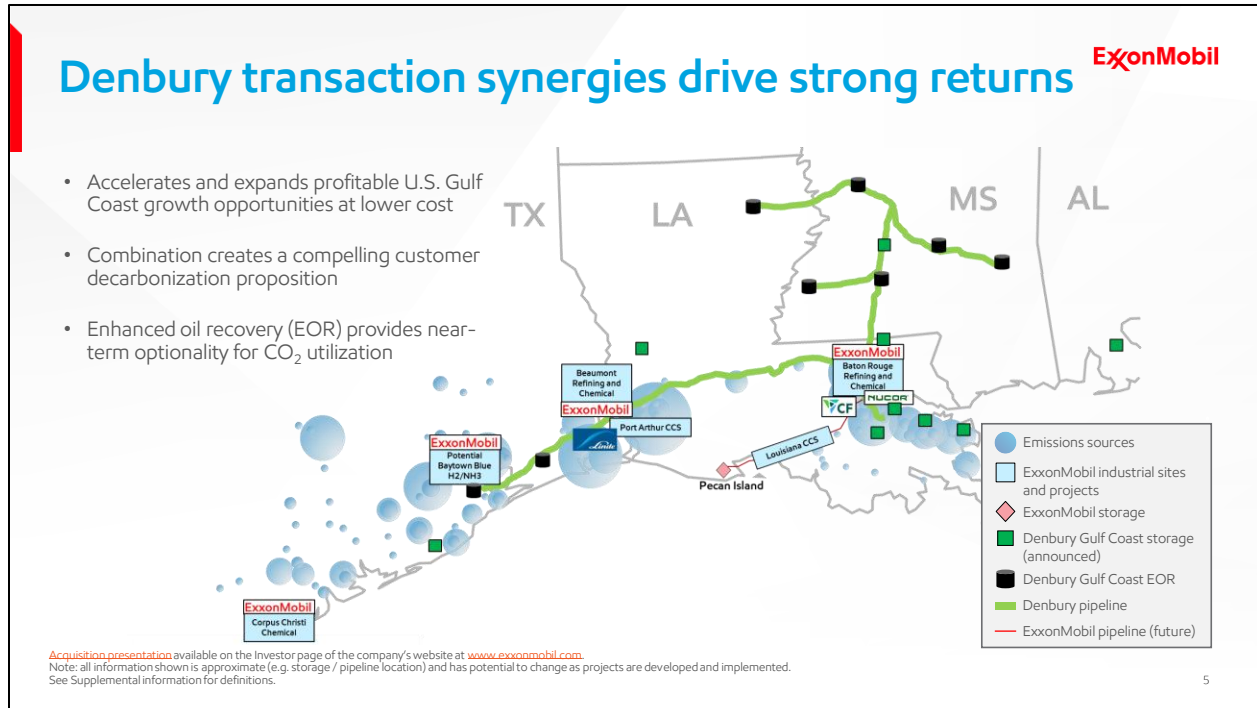 Denbury transaction synergies drive strong returns
ExxonMobil
• Accelerates and expands profitable U.S. Gulf
Coast growth opportunities at lower cost
• Combination creates a compelling customer
decarbonization proposition
• Enhanced oil recovery (EOR) provides near-
term optionality for CO₂ utilization
TX
LA
MS
AL
ExxonMobil
Baton Rouge
Refining and
Chemical
CF
NUCOR
Beaumont
Refining and
Chemical
ExxonMobil
Port Arthur CCS
Linde
ExxonMobil
Potential
Baytown Blue
H2/NH3
Louisiana CCS
Pecan Island
ExxonMobil
Corpus Christi
Chemical
Emissions sources
ExxonMobil industrial sites
and projects
ExxonMobil storage
Denbury Gulf Coast storage
(announced)
Denbury Gulf Coast EOR
Denbury pipeline
ExxonMobil pipeline (future)
Acquisition presentation available on the Investor page of the company's website at www.exxonmobil.com.
Note: all information shown is approximate (e.g. storage / pipeline location) and has potential to change as projects are developed and implemented.
See Supplemental information for definitions.
5